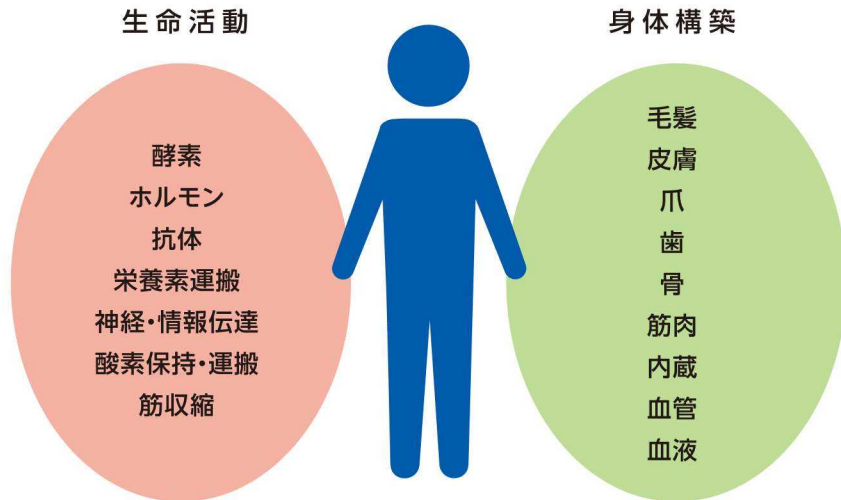 生命活動
酵素
ホルモン
抗体
栄養素運搬
神経・情報伝達
酸素保持・運搬
筋収縮
身体構築
毛髪
皮膚
爪
歯
骨
筋肉
内蔵
血管
血液